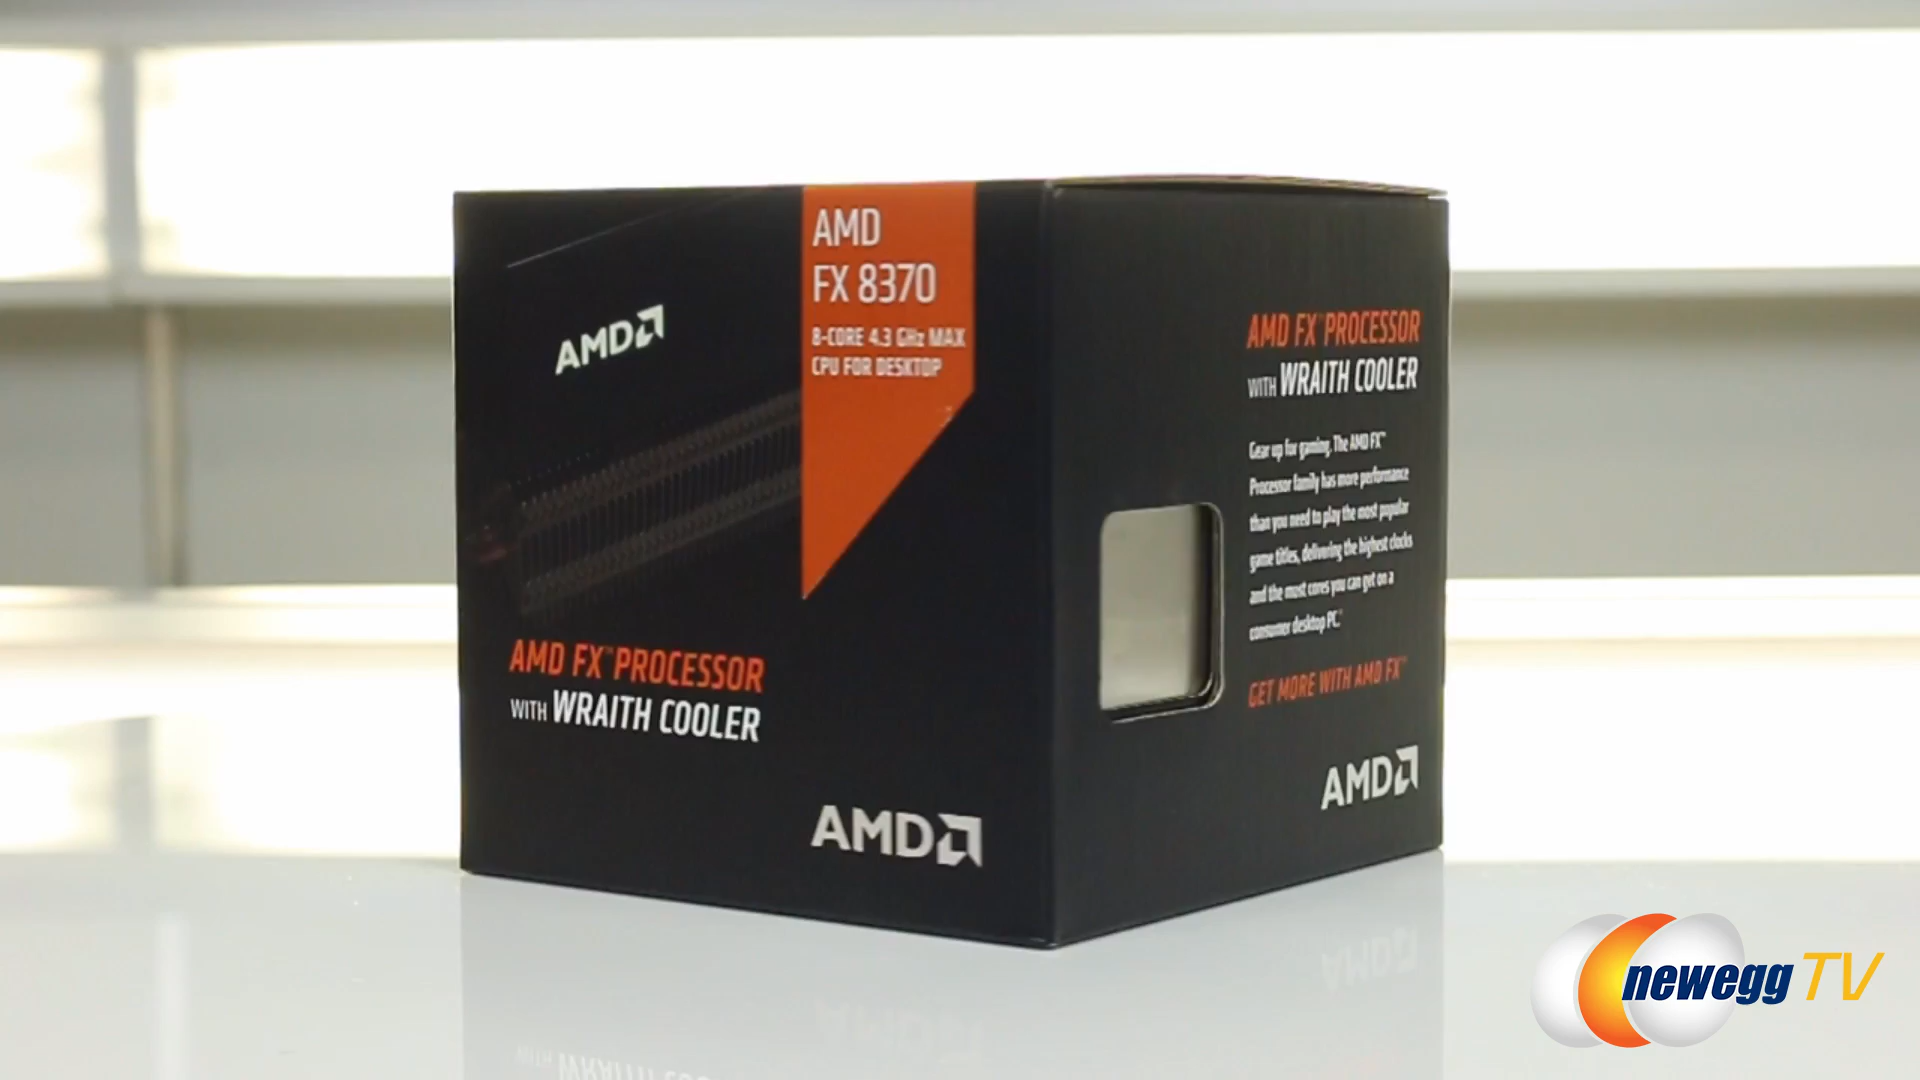 AMD
AMD
FX 8370
8-CORE 4.3 GHz MAX
CPU FOR DESKTOP
AMD FX™ PROCESSOR
WITH WRAITH COOLER
AMD
AMD FX™ PROCESSOR
WITH WRAITH COOLER
Gear up for gaming. The AMD FX™
Processor family has more performance
than you need to play the most popular
game titles, delivering the highest clocks
and the most cores you can get on a
consumer desktop PC.*
GET MORE WITH AMD FX™
AMD
newegg TV